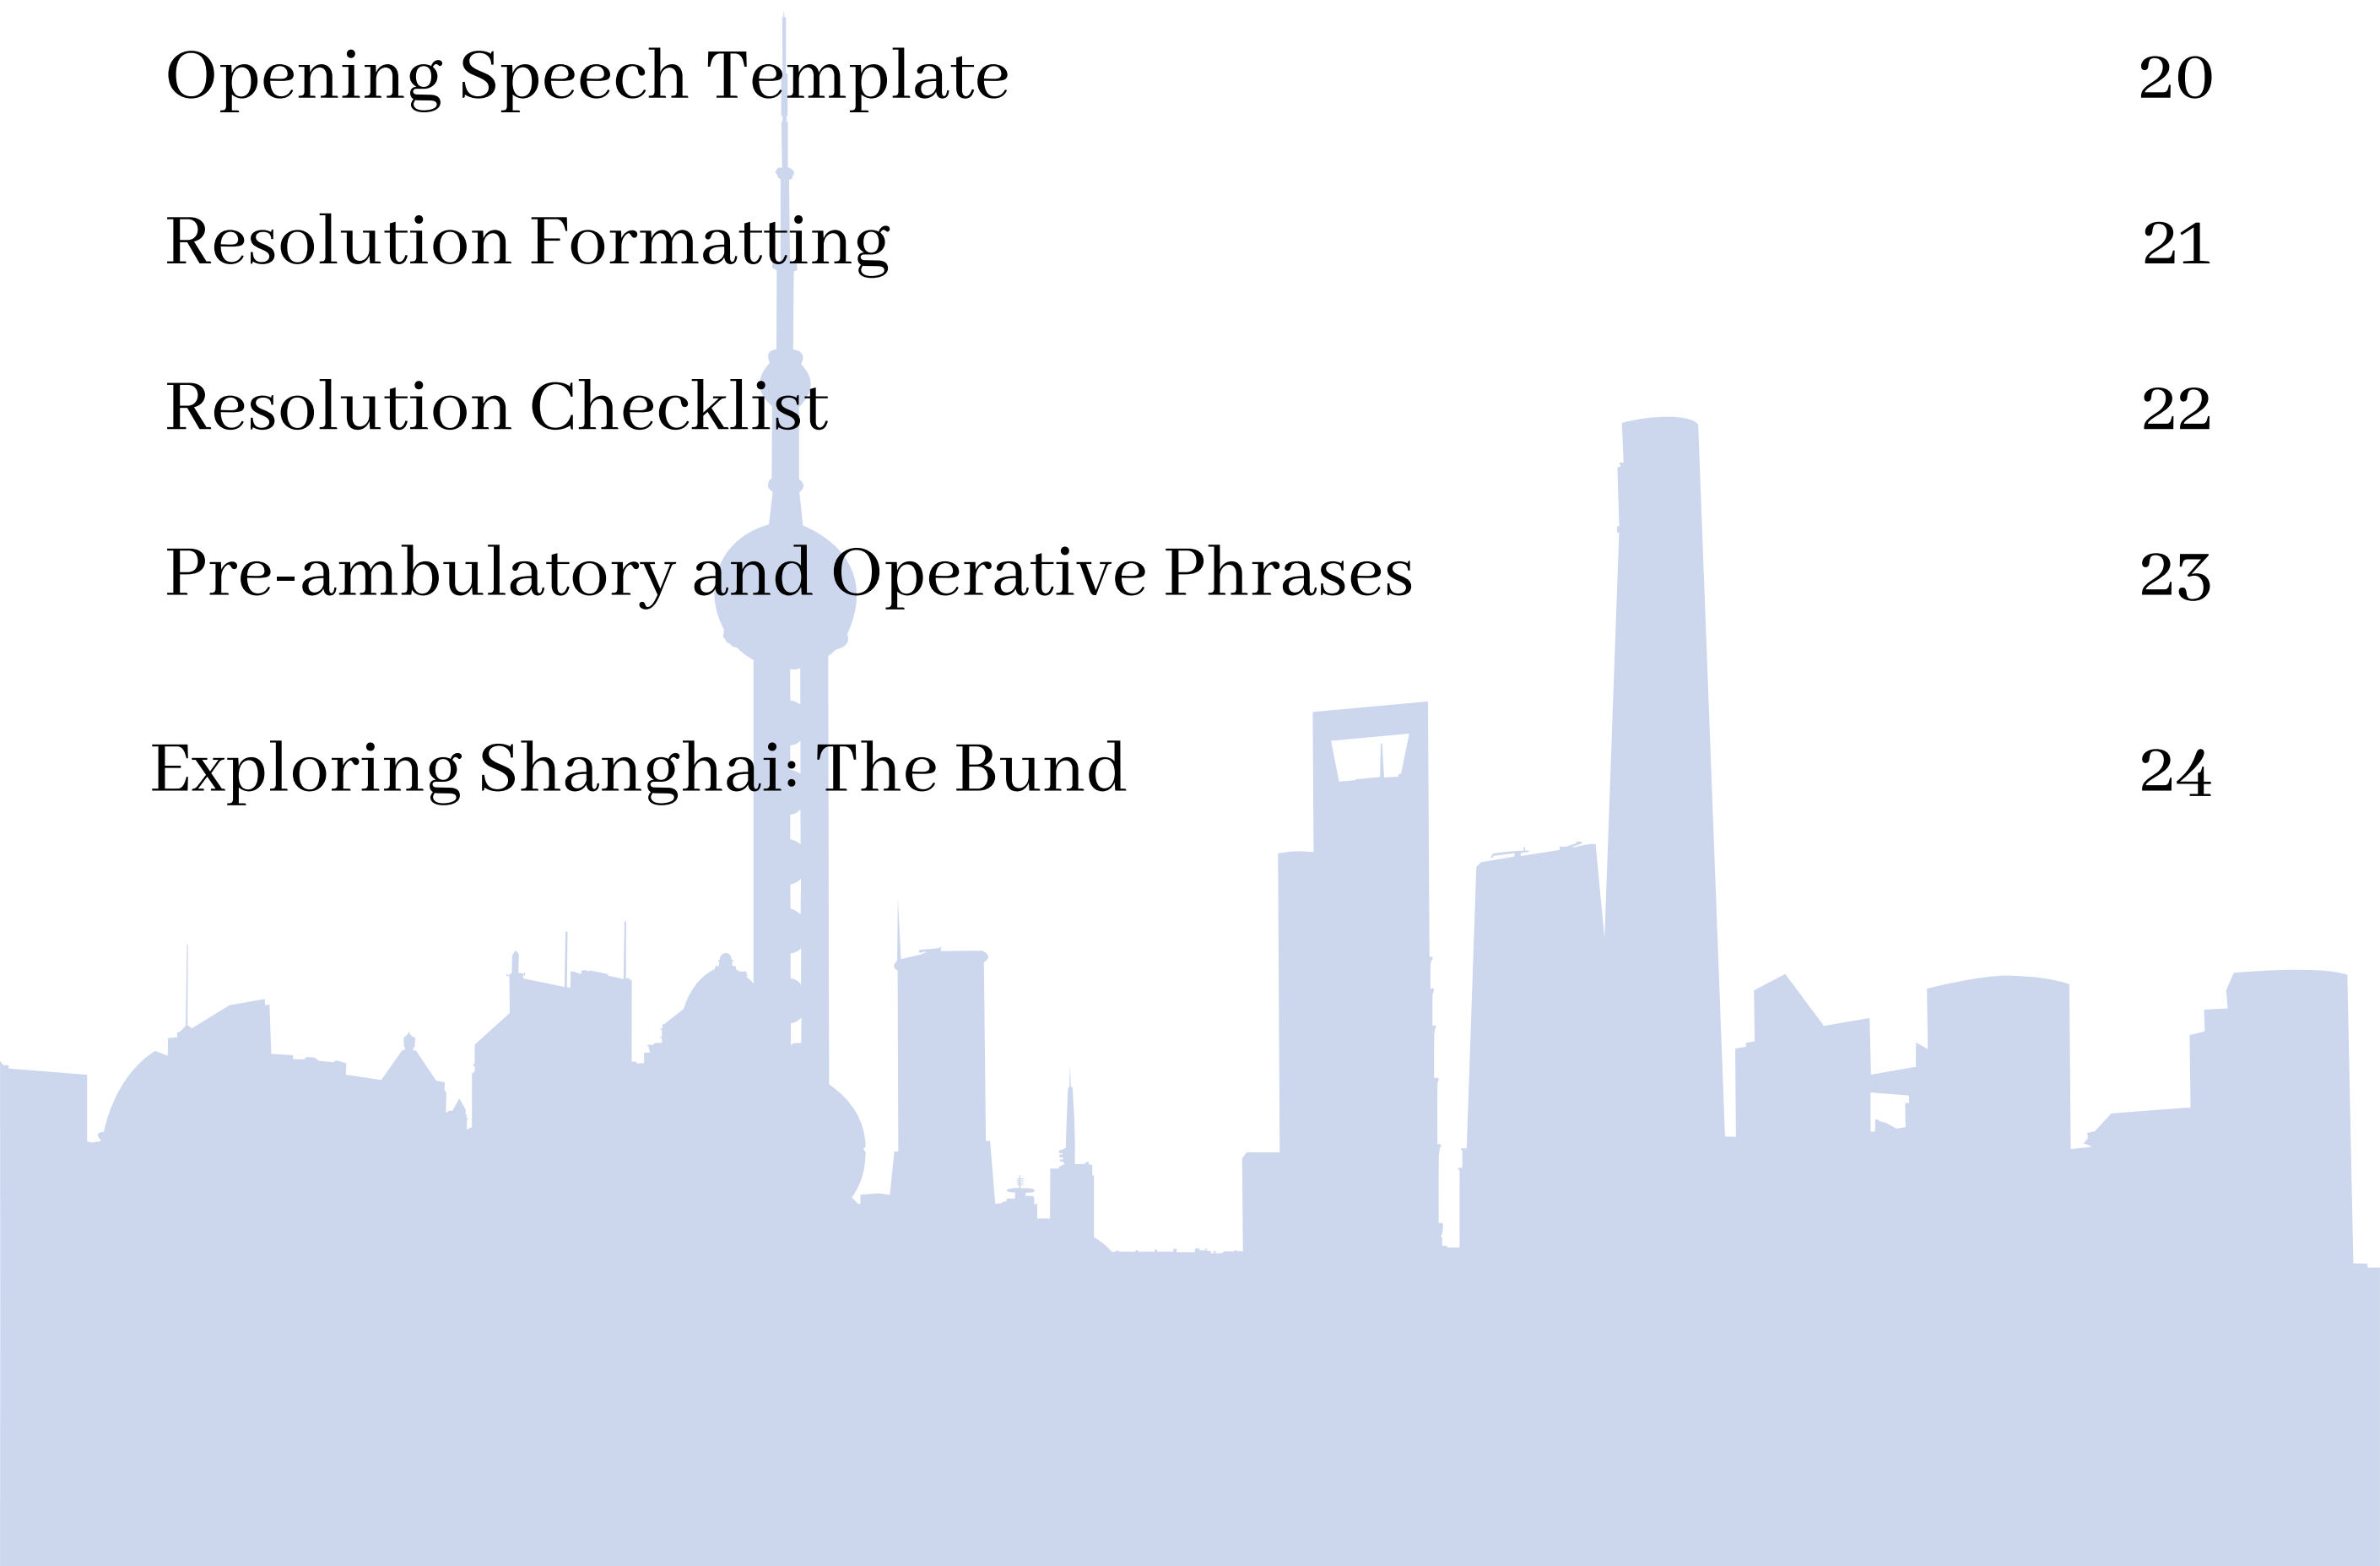 Opening Speech Template 20
Resolution Formatting 21
Resolution Checklist 22
Pre-ambulatory and Operative Phrases 23
Exploring Shanghai: The Bund 24